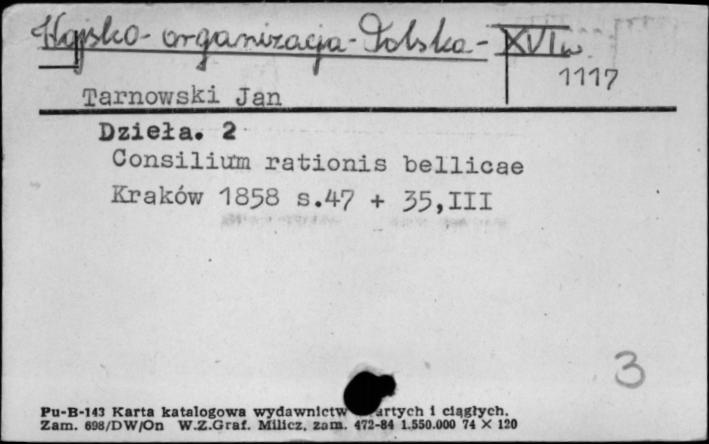 Wojsko - organizacja - Polska - XVI w.
1117
Tarnowski Jan
Dzieła. 2
Consilium rationis bellicae
Kraków 1858 s.47 + 35,III
3
Pu-B-143 Karta katalogowa wydawnictw artych i ciągłych.
Zam. 698/DW/On W.Z.Graf. Milicz, zam. 472-84 1.550.000 74 X 120